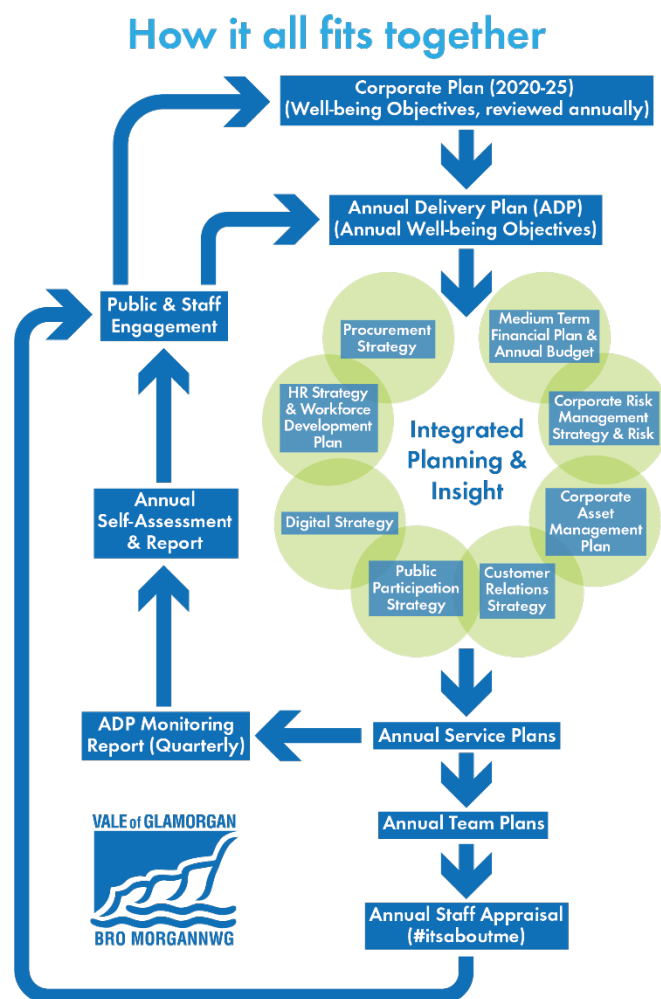 How it all fits together
Corporate Plan (2020-25)
(Well-being Objectives, reviewed annually)
Annual Delivery Plan (ADP)
(Annual Well-being Objectives)
Public & Staff
Engagement
Procurement
Strategy
Medium Term
Financial Plan &
Annual Budget
HR Strategy
& Workforce
Development
Plan
Corporate Risk
Management
Strategy & Risk
Integrated
Planning &
Insight
Annual
Self-Assessment
& Report
Digital Strategy
Corporate
Asset
Management
Plan
Public
Participation
Strategy
Customer
Relations
Strategy
ADP Monitoring
Report (Quarterly)
Annual Service Plans
Annual Team Plans
VALE of GLAMORGAN
BRO MORGANNWG
Annual Staff Appraisal
(#itsaboutme)